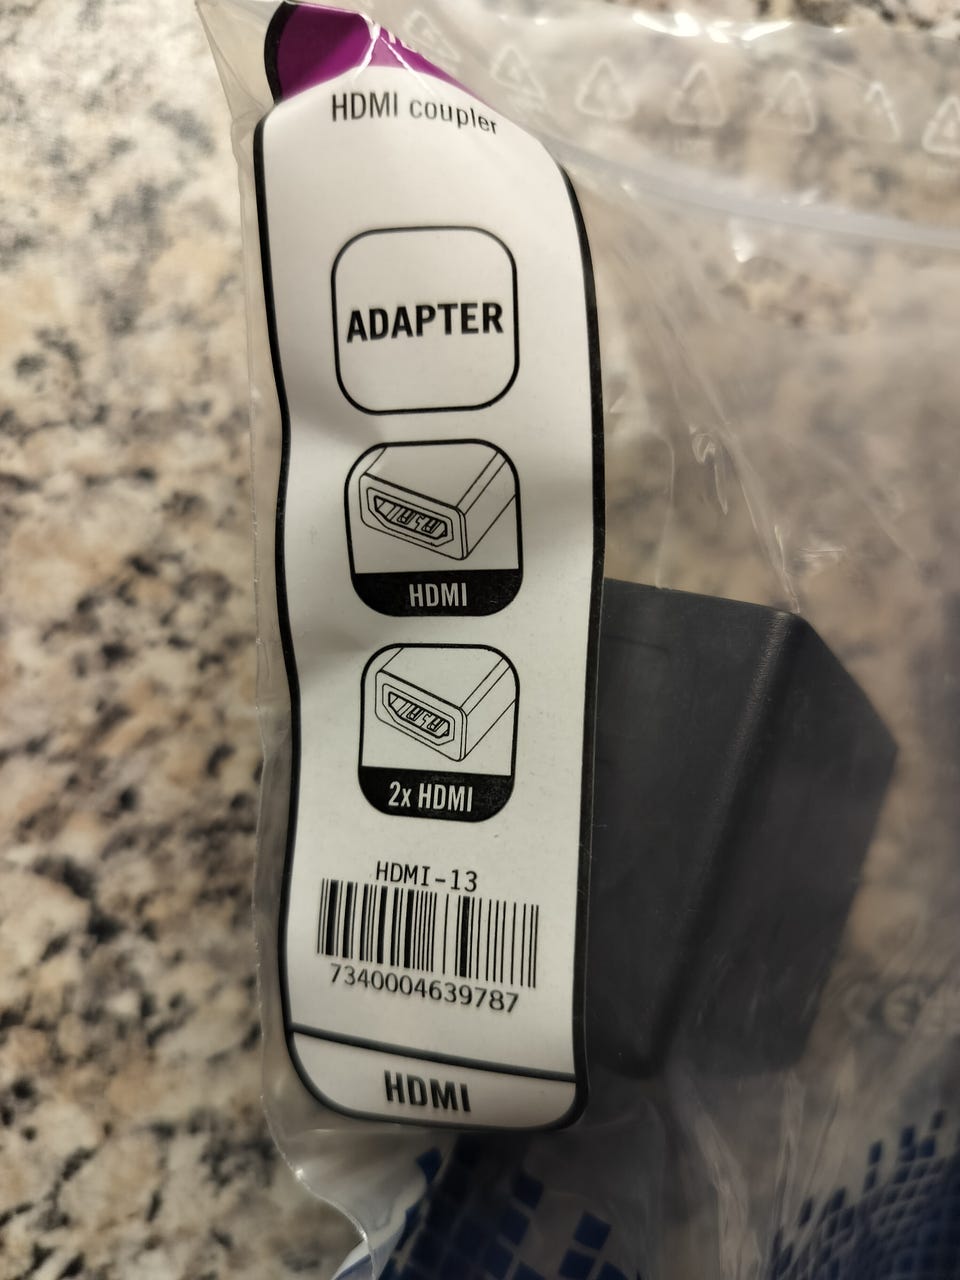 HDMI coupler
ADAPTER
HDMI
2x HDMI
HDMI-13
7340004639787
HDMI